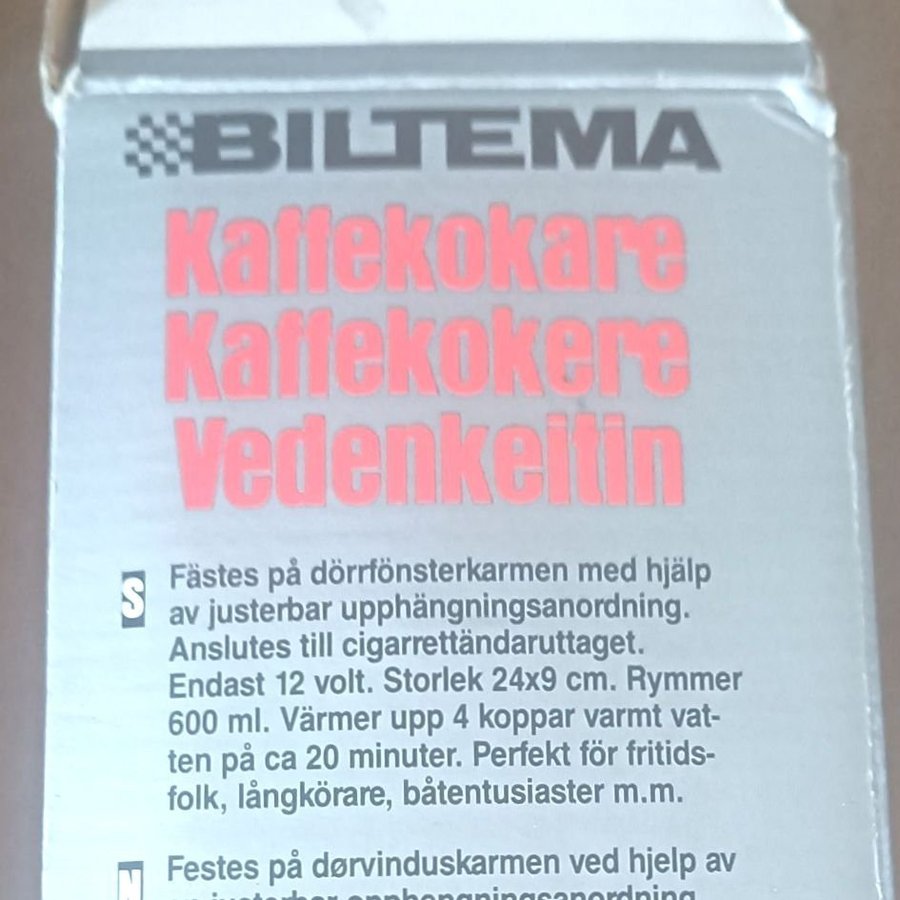 BILTEMA
Kaffekokare
Kaffekokere
Vedenkeitin
S Fästes på dörrfönsterkarmen med hjälp
av justerbar upphängningsanordning.
Anslutes till cigarrettändaruttaget.
Endast 12 volt. Storlek 24x9 cm. Rymmer
600 ml. Värmer upp 4 koppar varmt vat-
ten på ca 20 minuter. Perfekt för fritids-
folk, långkörare, båtentusiaster m.m.
N Festes på dørvinduskarmen ved hjelp av
justerbar opphengningsanordning